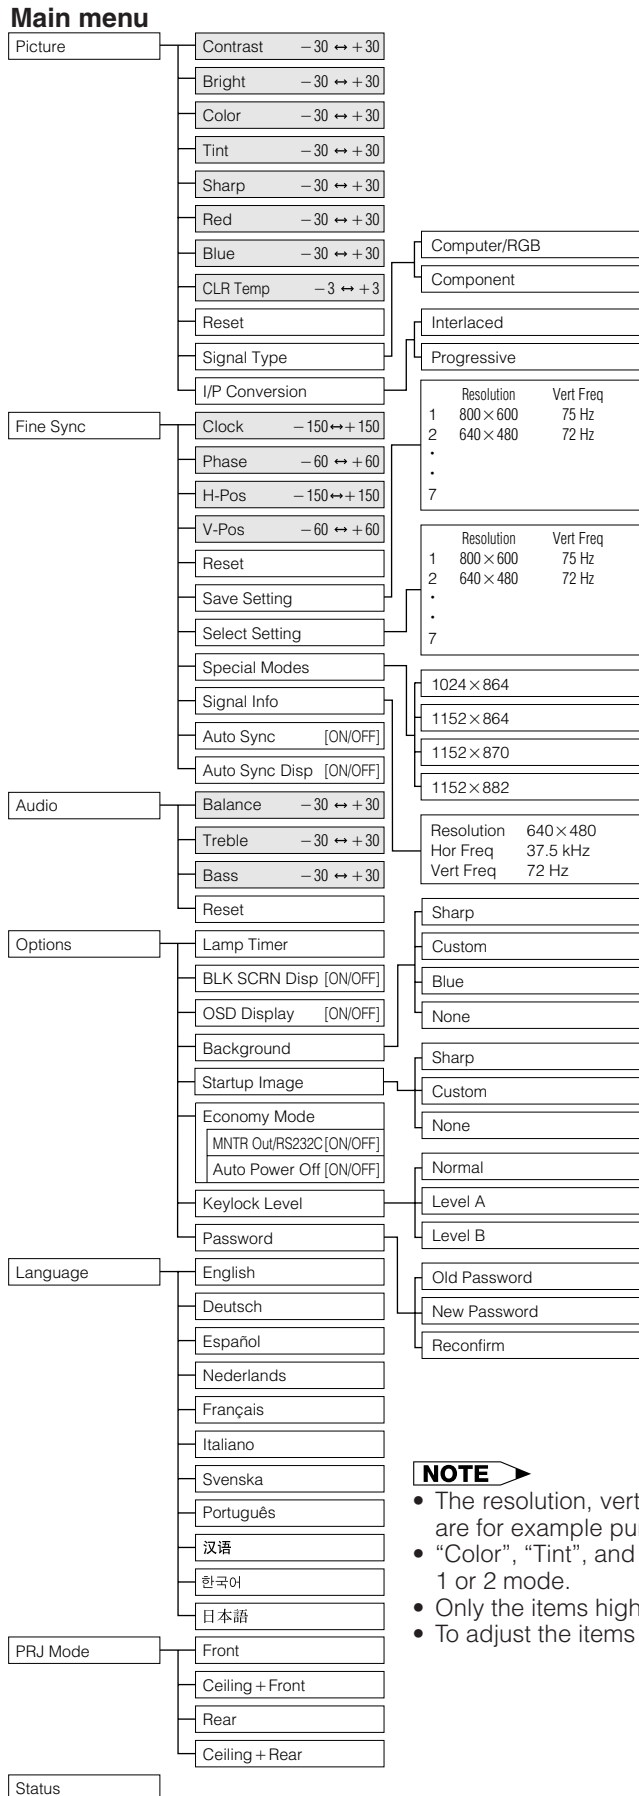 Main menu
Picture
Contrast −30 ↔ +30
Bright −30 ↔ +30
Color −30 ↔ +30
Tint −30 ↔ +30
Sharp −30 ↔ +30
Red −30 ↔ +30
Blue −30 ↔ +30
CLR Temp −3 ↔ +3
Reset
Signal Type
I/P Conversion
Computer/RGB
Component
Interlaced
Progressive
Fine Sync
Clock −150↔+150
Phase −60 ↔ +60
H-Pos −150↔+150
V-Pos −60 ↔ +60
Reset
Save Setting
Select Setting
Special Modes
Signal Info
Auto Sync [ON/OFF]
Auto Sync Disp [ON/OFF]
Resolution Vert Freq
1 800×600 75 Hz
2 640×480 72 Hz
·
·
7
Resolution Vert Freq
1 800×600 75 Hz
2 640×480 72 Hz
·
·
7
1024×864
1152×864
1152×870
1152×882
Resolution 640×480
Hor Freq 37.5 kHz
Vert Freq 72 Hz
Audio
Balance −30 ↔ +30
Treble −30 ↔ +30
Bass −30 ↔ +30
Reset
Options
Lamp Timer
BLK SCRN Disp [ON/OFF]
OSD Display [ON/OFF]
Background
Startup Image
Economy Mode
MNTR Out/RS232C [ON/OFF]
Auto Power Off [ON/OFF]
Keylock Level
Password
Sharp
Custom
Blue
None
Sharp
Custom
None
Normal
Level A
Level B
Old Password
New Password
Reconfirm
Language
English
Deutsch
Español
Nederlands
Français
Italiano
Svenska
Português
汉语
한국어
日本語
PRJ Mode
Front
Ceiling+Front
Rear
Ceiling+Rear
Status
NOTE
• The resolution, vert
are for example pu
• “Color”, “Tint”, and
1 or 2 mode.
• Only the items high
• To adjust the items